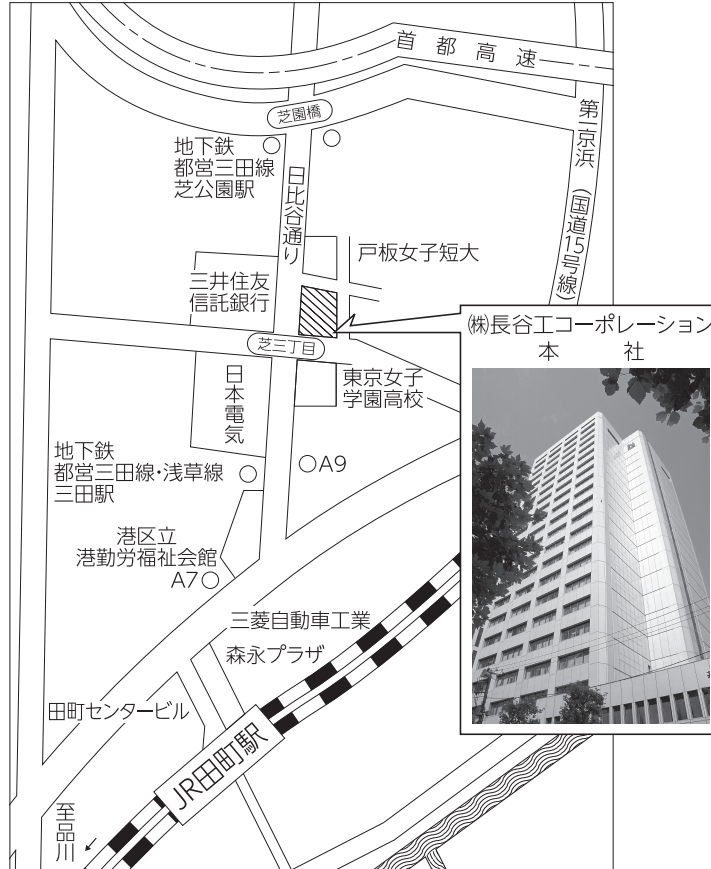 首都高速
芝園橋
第一京浜
(国道15号線)
地下鉄
都営三田線
芝公園駅
日比谷通り
戸板女子短大
三井住友
信託銀行
(株)長谷工コーポレーション
本社
芝三丁目
日本電気
東京女子
学園高校
地下鉄
都営三田線・浅草線
三田駅
A9
港区立
港勤労福祉会館
A7
三菱自動車工業
森永プラザ
田町センタービル
JR田町駅
至品川